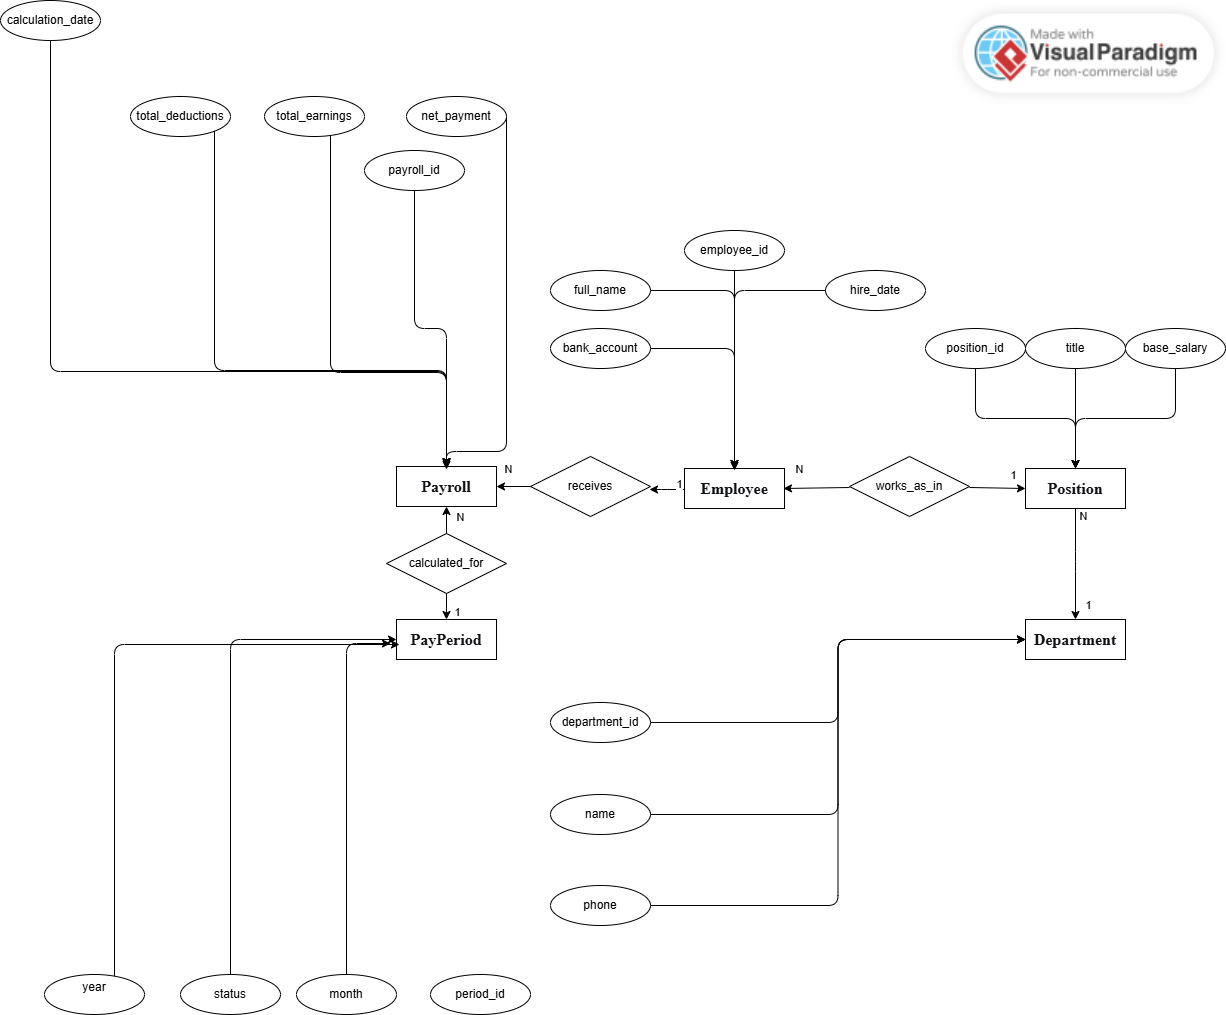 calculation_date
Made with
Visual Paradigm
For non-commercial use
total_deductions
total_earnings
net_payment
payroll_id
employee_id
full_name
hire_date
bank_account
position_id
title
base_salary
N
1
N
1
Payroll
receives
Employee
works_as_in
Position
N
N
calculated_for
1
1
PayPeriod
Department
department_id
name
phone
year
status
month
period_id